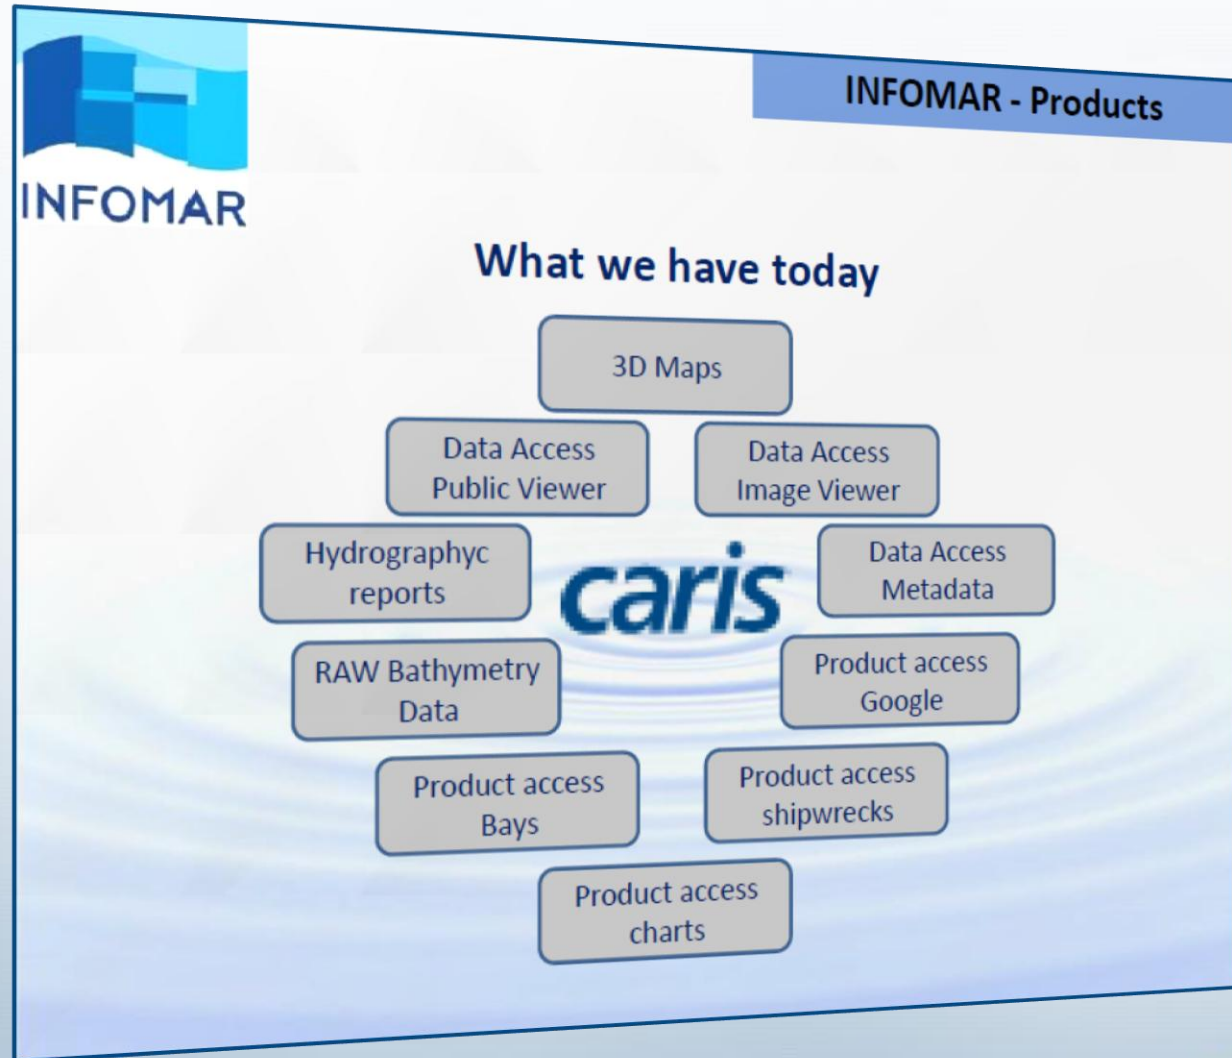 INFOMAR - Products
INFOMAR
What we have today
3D Maps
Data Access
Public Viewer
Data Access
Image Viewer
Hydrographyc
reports
caris
Data Access
Metadata
RAW Bathymetry
Data
Product access
Google
Product access
Bays
Product access
shipwrecks
Product access
charts